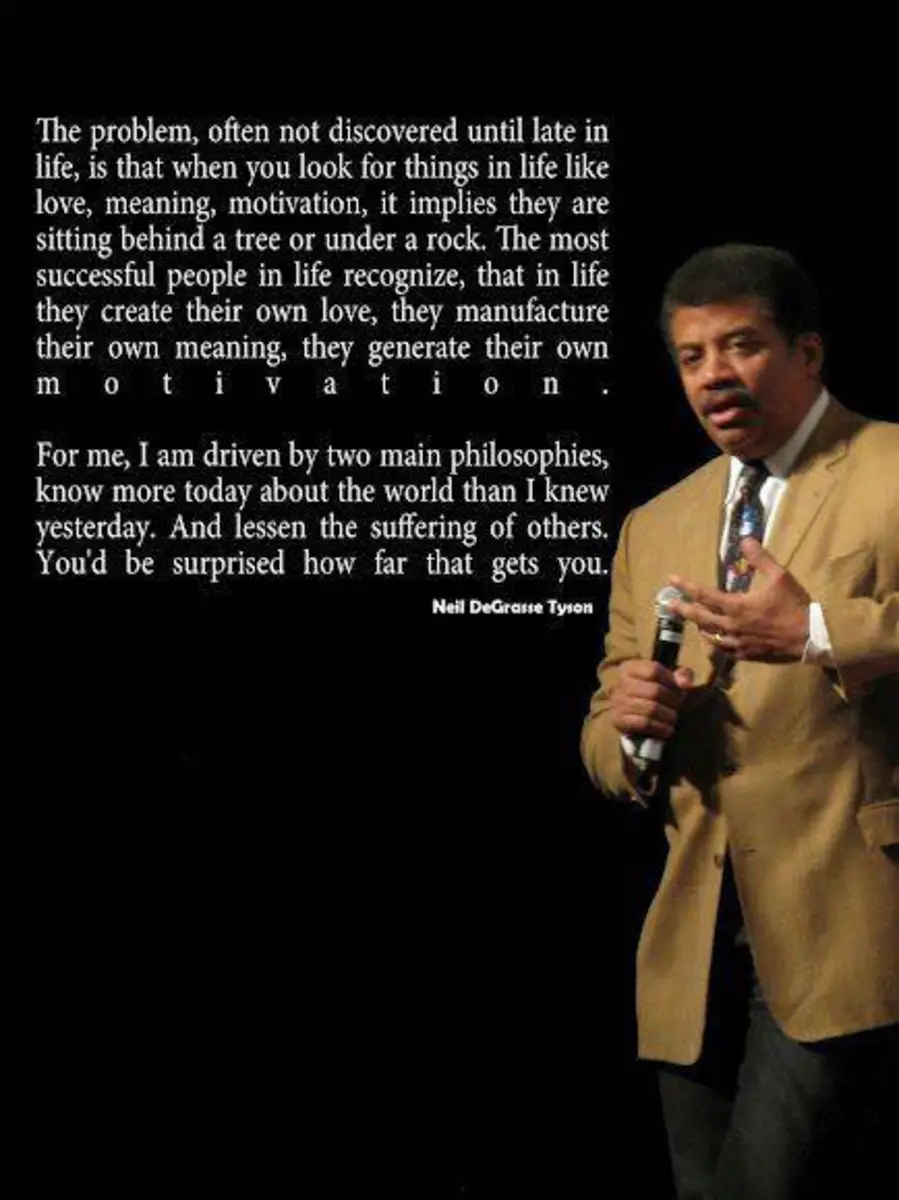 The problem, often not discovered until late in
life, is that when you look for things in life like
love, meaning, motivation, it implies they are
sitting behind a tree or under a rock. The most
successful people in life recognize, that in life
they create their own love, they manufacture
their own meaning, they generate their own
m o t i v a t i o n .
For me, I am driven by two main philosophies,
know more today about the world than I knew
yesterday. And lessen the suffering of others.
You'd be surprised how far that gets you.
Neil DeGrasse Tyson